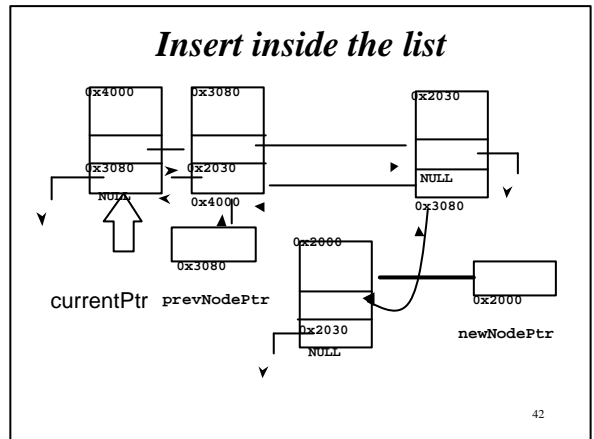 Insert inside the list
0x4000
0x3080
0x2030
0x3080
0x2030
NULL
NULL
0x4000
0x3080
0x3080
0x2000
currentPtr
prevNodePtr
0x2000
newNodePtr
0x2030
NULL
42